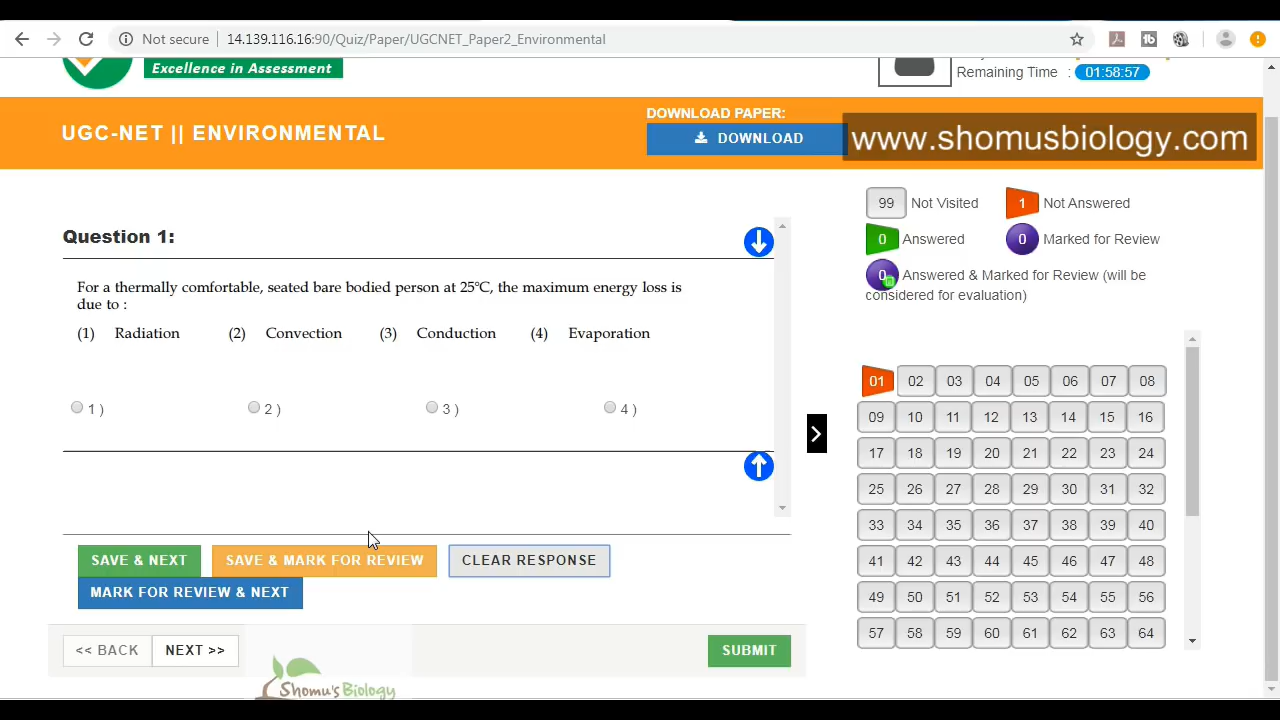 Not secure | 14.139.116.16:90/Quiz/Paper/UGCNET_Paper2_Environmental
Excellence in Assessment
Remaining Time : 01:58:57
UGC-NET || ENVIRONMENTAL
DOWNLOAD PAPER:
DOWNLOAD
www.shomusbiology.com
99 Not Visited
1 Not Answered
0 Answered
0 Marked for Review
0 Answered & Marked for Review (will be
considered for evaluation)
Question 1:
For a thermally comfortable, seated bare bodied person at 25°C, the maximum energy loss is
due to :
(1) Radiation (2) Convection (3) Conduction (4) Evaporation
1 ) 2 ) 3 ) 4 )
01 02 03 04 05 06 07 08
09 10 11 12 13 14 15 16
17 18 19 20 21 22 23 24
25 26 27 28 29 30 31 32
33 34 35 36 37 38 39 40
41 42 43 44 45 46 47 48
49 50 51 52 53 54 55 56
57 58 59 60 61 62 63 64
SAVE & NEXT SAVE & MARK FOR REVIEW CLEAR RESPONSE
MARK FOR REVIEW & NEXT
<< BACK NEXT >> SUBMIT
Shomu's Biology